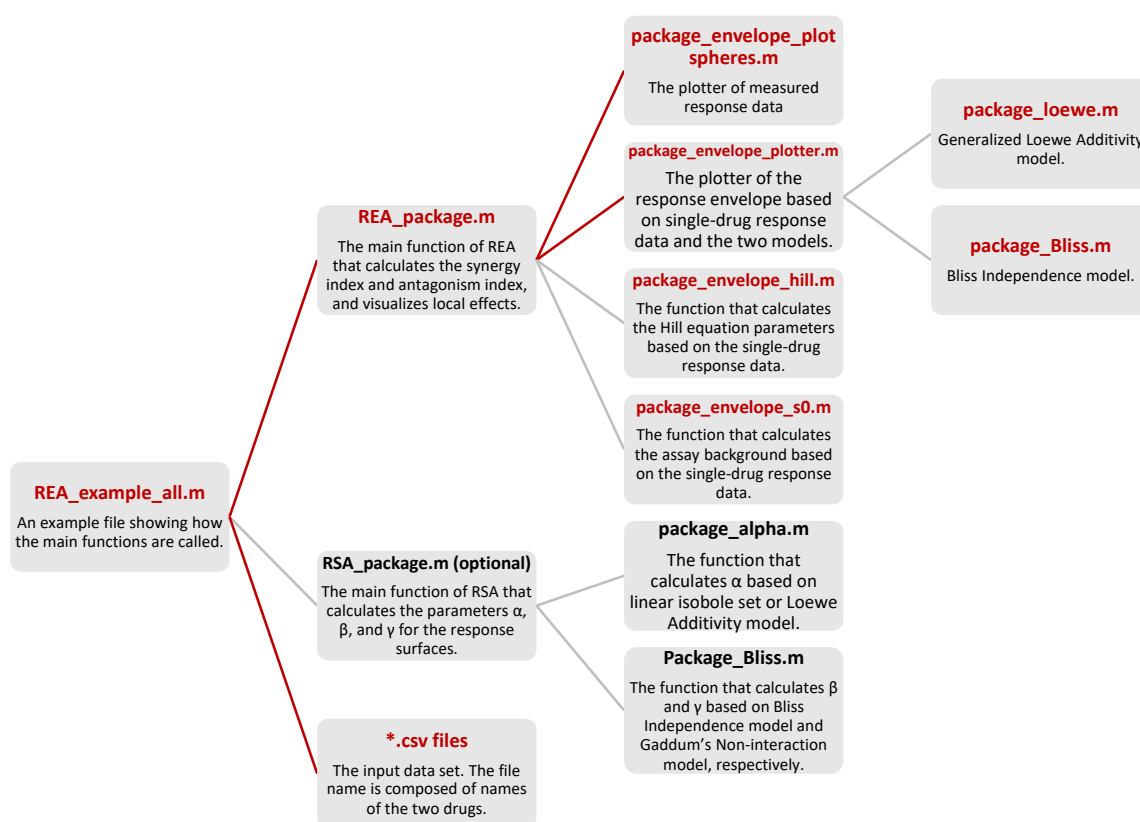 package_envelope_plot
spheres.m
The plotter of measured
response data
package_envelope_plotter.m
The plotter of the
response envelope based
on single-drug response
data and the two models.
package_loewe.m
Generalized Loewe Additivity
model.
package_Bliss.m
Bliss Independence model.
REA_package.m
The main function of REA
that calculates the synergy
index and antagonism index,
and visualizes local effects.
package_envelope_hill.m
The function that calculates
the Hill equation parameters
based on the single-drug
response data.
package_envelope_s0.m
The function that calculates
the assay background based
on the single-drug response
data.
REA_example_all.m
An example file showing how
the main functions are called.
RSA_package.m (optional)
The main function of RSA that
calculates the parameters α,
β, and γ for the response
surfaces.
package_alpha.m
The function that
calculates α based on
linear isobole set or Loewe
Additivity model.
Package_Bliss.m
The function that calculates β
and γ based on Bliss
Independence model and
Gaddum's Non-interaction
model, respectively.
*.csv files
The input data set. The file
name is composed of names
of the two drugs.